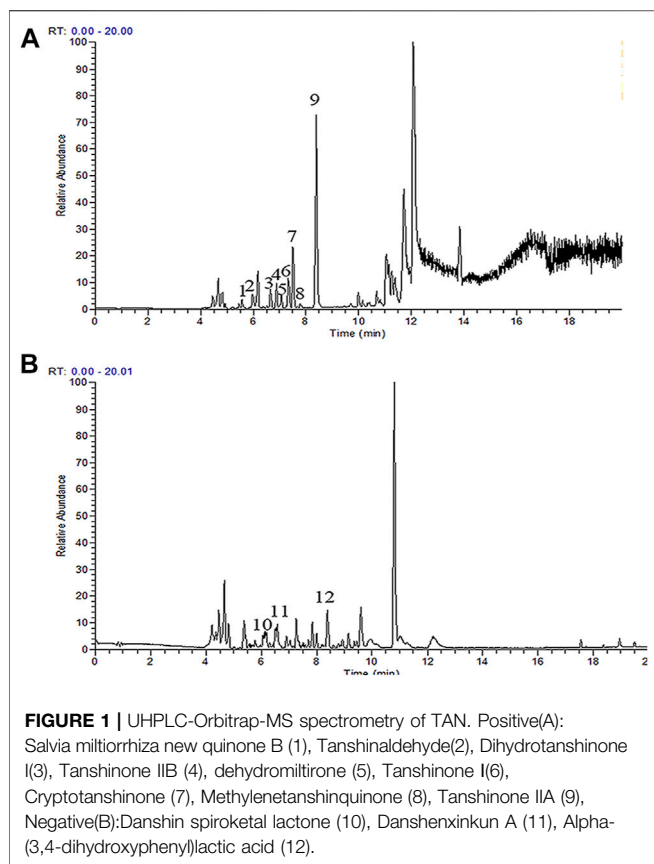 A
RT: 0.00 - 20.00
100
90
80
70
60
50
40
30
20
10
0
Relative Abundance
1
2
3
4
5
6
7
8
9
0 2 4 6 8 10 12 14 16 18
Time (min)
B
RT: 0.00 - 20.01
100
90
80
70
60
50
40
30
20
10
0
Relative Abundance
10
11
12
0 2 4 6 8 10 12 14 16 18 2
Time (min)
FIGURE 1 | UHPLC-Orbitrap-MS spectrometry of TAN. Positive(A):
Salvia miltiorrhiza new quinone B (1), Tanshinaldehyde(2), Dihydrotanshinone
I(3), Tanshinone IIB (4), dehydromiltirone (5), Tanshinone I(6),
Cryptotanshinone (7), Methylenetanshinquinone (8), Tanshinone IIA (9),
Negative(B):Danshin spiroketal lactone (10), Danshenxinkun A (11), Alpha-
(3,4-dihydroxyphenyl)lactic acid (12).